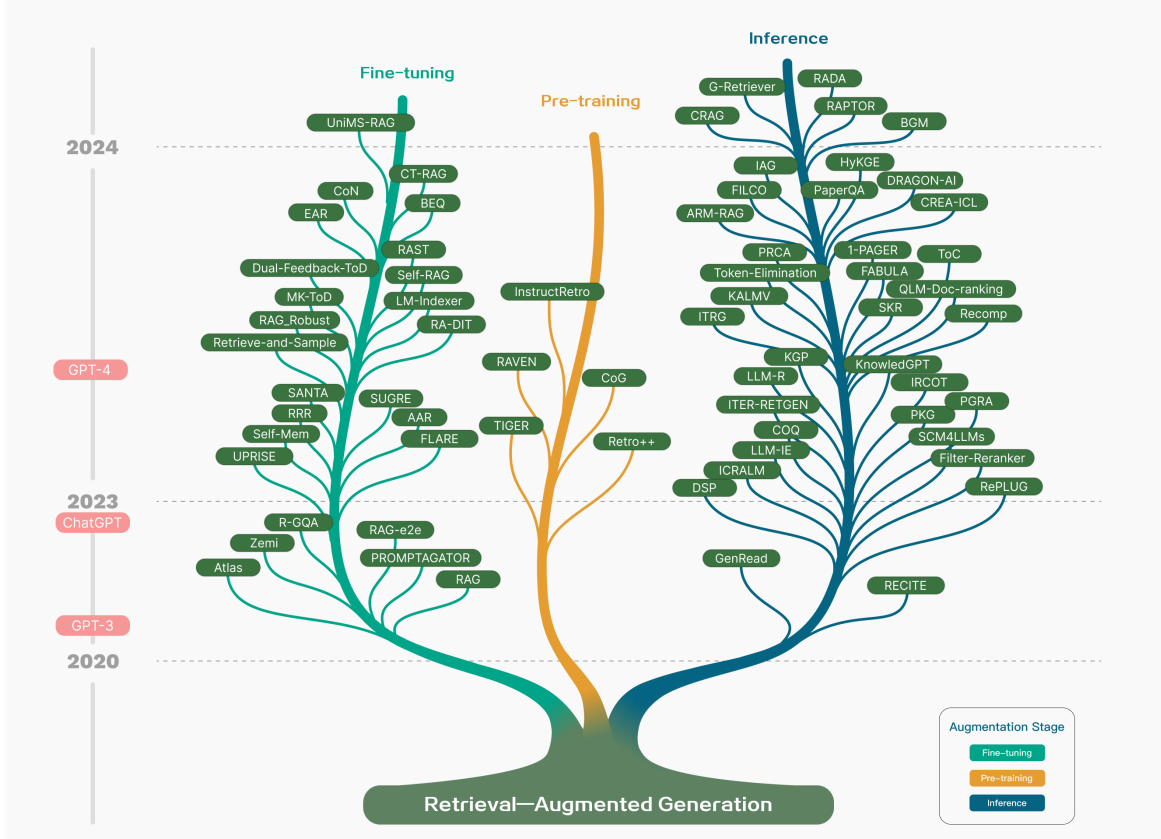 Inference
Fine-tuning
Pre-training
UniMS-RAG
G-Retriever
RADA
CRAG
RAPTOR
BGM
2024
CT-RAG
CoN
BEQ
EAR
IAG
HyKGE
FILCO
PaperQA
DRAGON-AI
ARM-RAG
CREA-ICL
RAST
Dual-Feedback-ToD
Self-RAG
MK-ToD
LM-Indexer
RAG_Robust
RA-DIT
Retrieve-and-Sample
InstructRetro
PRCA
1-PAGER
ToC
Token-Elimination
FABULA
KALMV
QLM-Doc-ranking
ITRG
SKR
Recomp
GPT-4
RAVEN
CoG
KGP
KnowledGPT
LLM-R
IRCOT
SANTA
SUGRE
RRR
AAR
Self-Mem
FLARE
UPRISE
TIGER
Retro++
ITER-RETGEN
PGRA
PKG
COQ
SCM4LLMs
LLM-IE
Filter-Reranker
ICRALM
DSP
RePLUG
2023
ChatGPT
R-GQA
RAG-e2e
Zemi
PROMPTAGATOR
Atlas
RAG
GenRead
RECITE
GPT-3
2020
Augmentation Stage
Fine-tuning
Pre-training
Inference
Retrieval—Augmented Generation